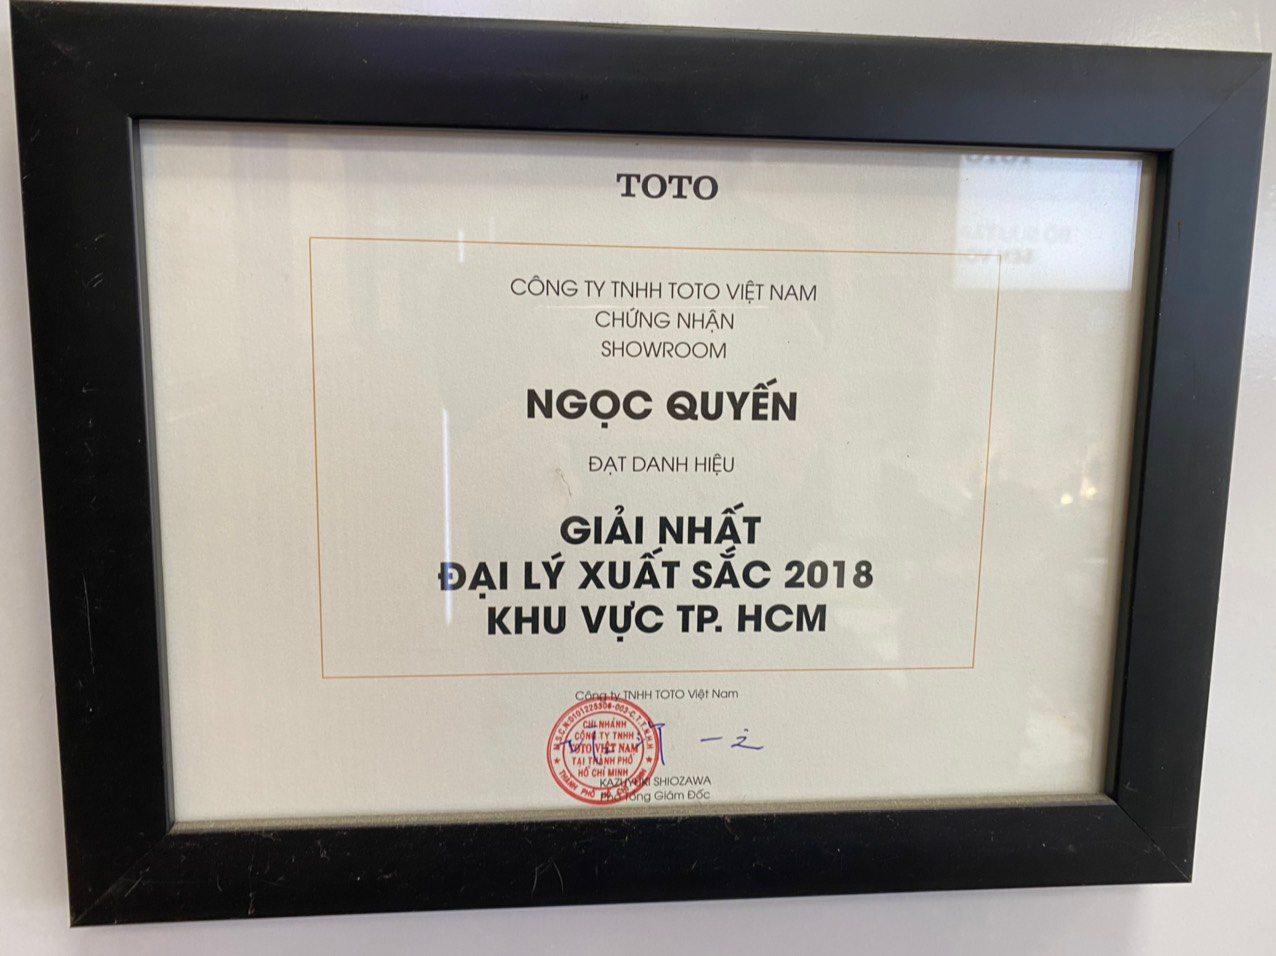 TOTO
CÔNG TY TNHH TOTO VIỆT NAM
CHỨNG NHẬN
SHOWROOM
NGỌC QUYẾN
ĐẠT DANH HIỆU
GIẢI NHẤT
ĐẠI LÝ XUẤT SẮC 2018
KHU VỰC TP. HCM
Công ty TNHH TOTO Việt Nam
CHI NHÁNH
CÔNG TY TNHH
TOTO VIỆT NAM
TẠI THÀNH PHỐ
HỒ CHÍ MINH
KAZUYUKI SHIOZAWA
Phó Tổng Giám Đốc